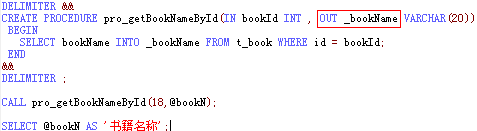 DELIMITER &&
CREATE PROCEDURE pro_getBookNameById(IN bookId INT , OUT _bookName VARCHAR(20))
BEGIN
SELECT bookName INTO _bookName FROM t_book WHERE id = bookId;
END
&&
DELIMITER ;
CALL pro_getBookNameById(18,@bookN);
SELECT @bookN AS '书籍名称';